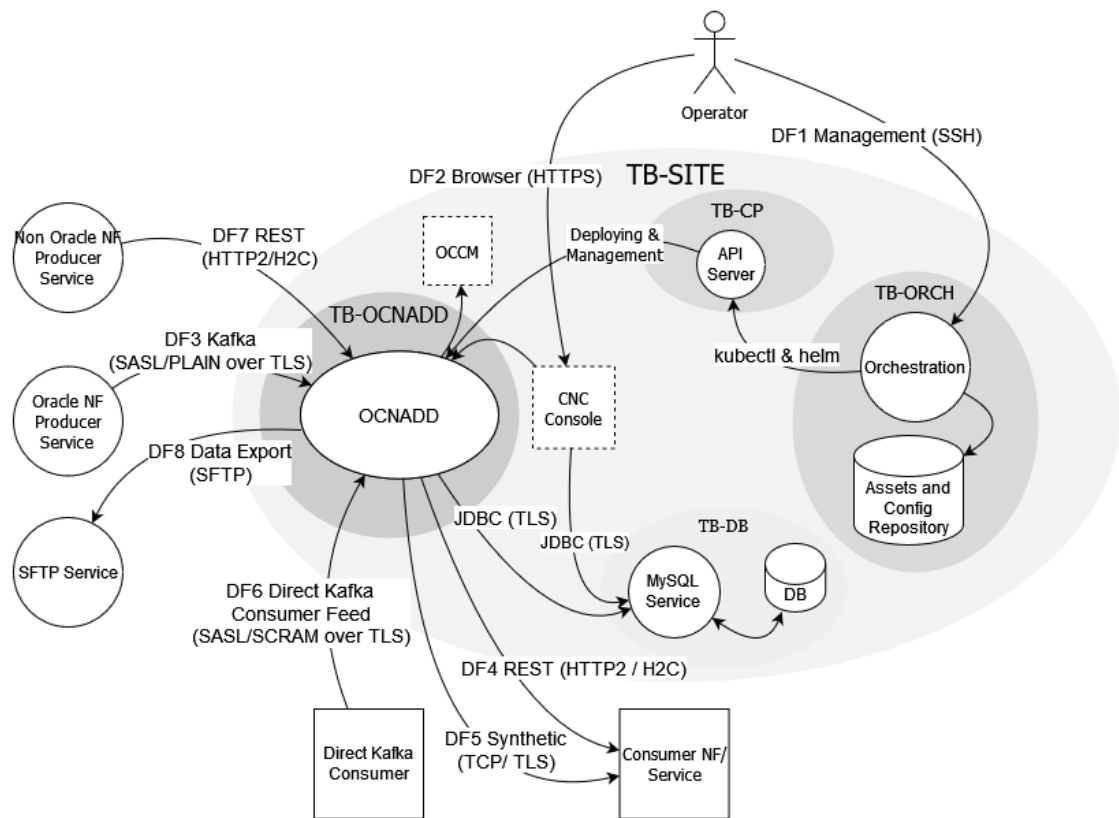 Operator
DF1 Management (SSH)
DF2 Browser (HTTPS)
TB-SITE
TB-CP
Non Oracle NF
Producer
Service
DF7 REST
(HTTP2/H2C)
OCCM
Deploying &
Management
API
Server
TB-OCNADD
TB-ORCH
DF3 Kafka
(SASL/PLAIN over TLS)
kubectl & helm
Orchestration
Oracle NF
Producer
Service
OCNADD
CNC
Console
DF8 Data Export
(SFTP)
Assets and
Config
Repository
JDBC (TLS)
JDBC (TLS)
TB-DB
SFTP Service
MySQL
Service
DB
DF6 Direct Kafka
Consumer Feed
(SASL/SCRAM over TLS)
DF4 REST (HTTP2 / H2C)
DF5 Synthetic
(TCP/ TLS)
Direct Kafka
Consumer
Consumer NF/
Service